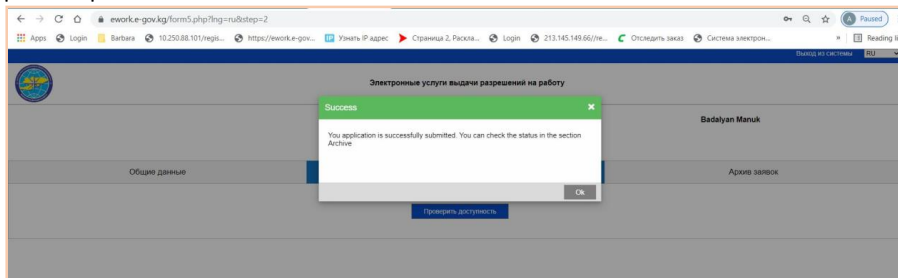 ework.e-gov.kg/form5.php?lng=ru&step=2
Paused
Apps Login Barbara 10.250.88.101/regis... https://ework.e-gov... Узнать IP адрес Страница 2, Раскла... Login 213.145.149.66//re... Отследить заказ Система электрон... » Reading li
Выход из системы RU
Электронные услуги выдачи разрешений на работу
Success
Badalyan Manuk
You application is successfully submitted. You can check the status in the section
Archive
Общие данные Архив заявок
Ok
Проверить доступность